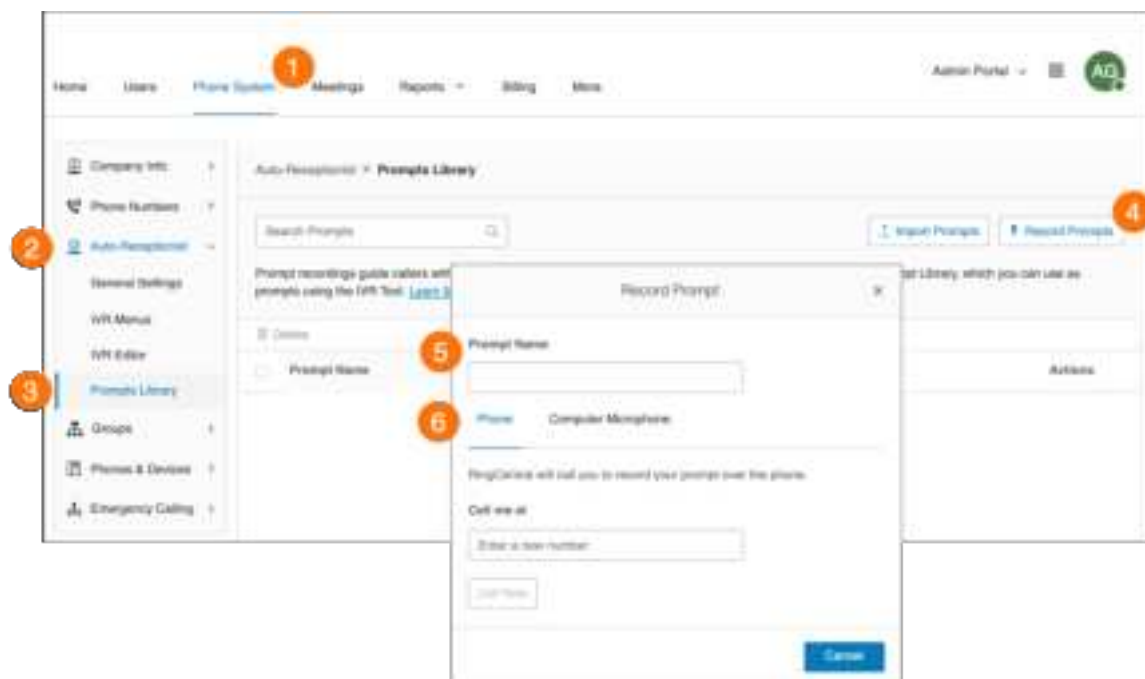 1
Home Users Phone System Meetings Reports Billing More Admin Portal AG
Company Info
Auto-Receptionist > Prompts Library
Phone Numbers
4
2
Auto-Receptionist
Search Prompts
Import Prompts
Record Prompts
General Settings
Prompt recordings guide callers
prompts using the IVR Tool. Learn
Library, which you can use as
IVR Menus
IVR Editor
Delete
Prompt Name
Actions
3
Prompts Library
Groups
Phones & Devices
Emergency Calling
Record Prompt
5
Prompt Name
6
Phone Computer Microphone
RingCentral will call you to record your prompt over the phone.
Call me at
Enter a new number
Call Now
Cancel